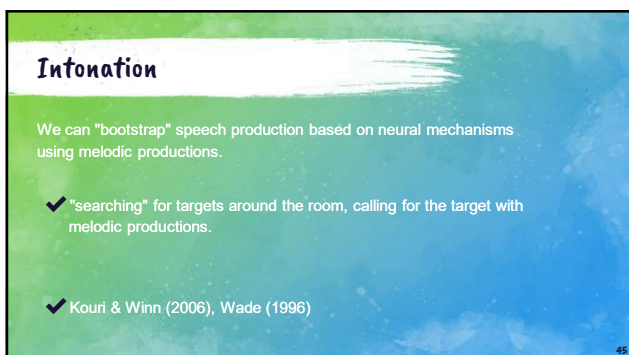 Intonation
We can "bootstrap" speech production based on neural mechanisms
using melodic productions.
✔ "searching" for targets around the room, calling for the target with
melodic productions.
✔ Kouri & Winn (2006), Wade (1996)
45